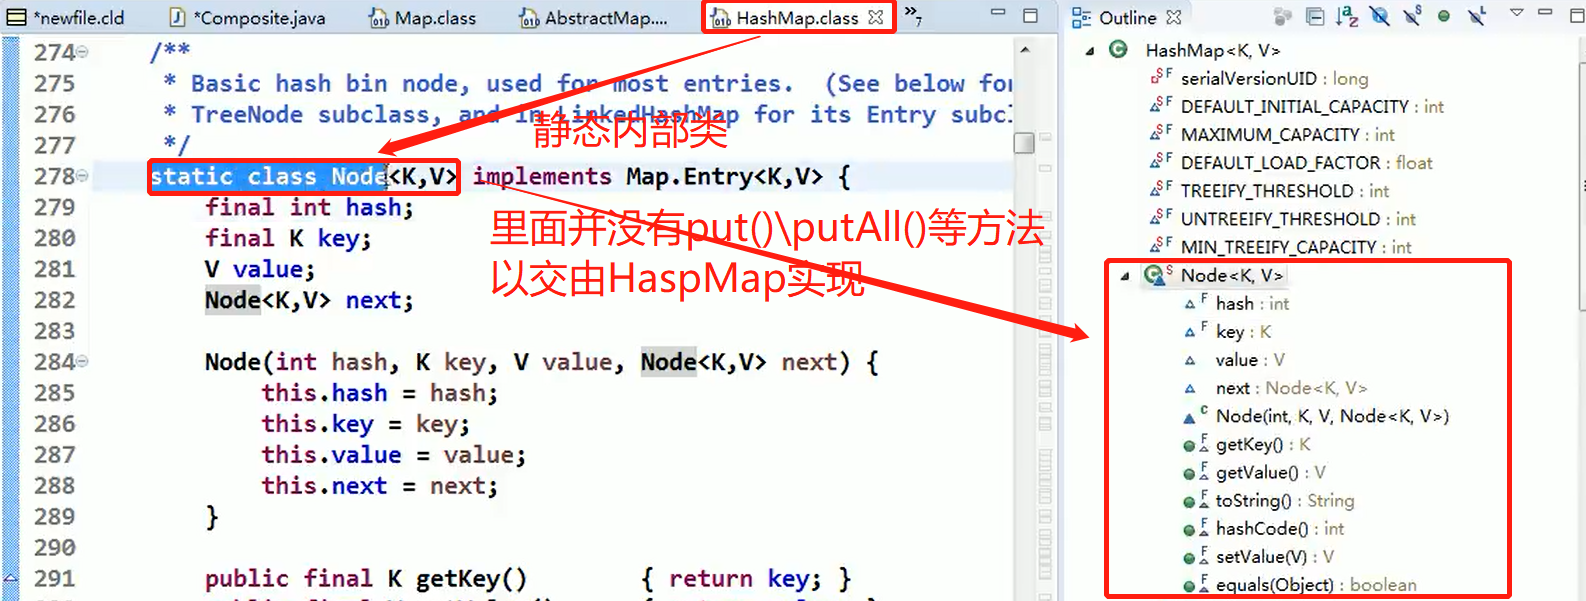 *newfile.cld
*Composite.java
Map.class
AbstractMap....
HashMap.class
»7
274 /**
275 * Basic hash bin node, used for most entries.  (See below for
276 * TreeNode subclass, and in LinkedHashMap for its Entry subcl
277 */
278 static class Node<K,V> implements Map.Entry<K,V> {
279 final int hash;
280 final K key;
281 V value;
282 Node<K,V> next;
283
284 Node(int hash, K key, V value, Node<K,V> next) {
285 this.hash = hash;
286 this.key = key;
287 this.value = value;
288 this.next = next;
289 }
290
291 public final K getKey()        { return key; }
静态内部类
里面并没有put()\putAll()等方法
以交由HaspMap实现
Outline
HashMap<K, V>
serialVersionUID : long
DEFAULT_INITIAL_CAPACITY : int
MAXIMUM_CAPACITY : int
DEFAULT_LOAD_FACTOR : float
TREEIFY_THRESHOLD : int
UNTREEIFY_THRESHOLD : int
MIN_TREEIFY_CAPACITY : int
Node<K, V>
hash : int
key : K
value : V
next : Node<K, V>
Node(int, K, V, Node<K, V>)
getKey() : K
getValue() : V
toString() : String
hashCode() : int
setValue(V) : V
equals(Object) : boolean